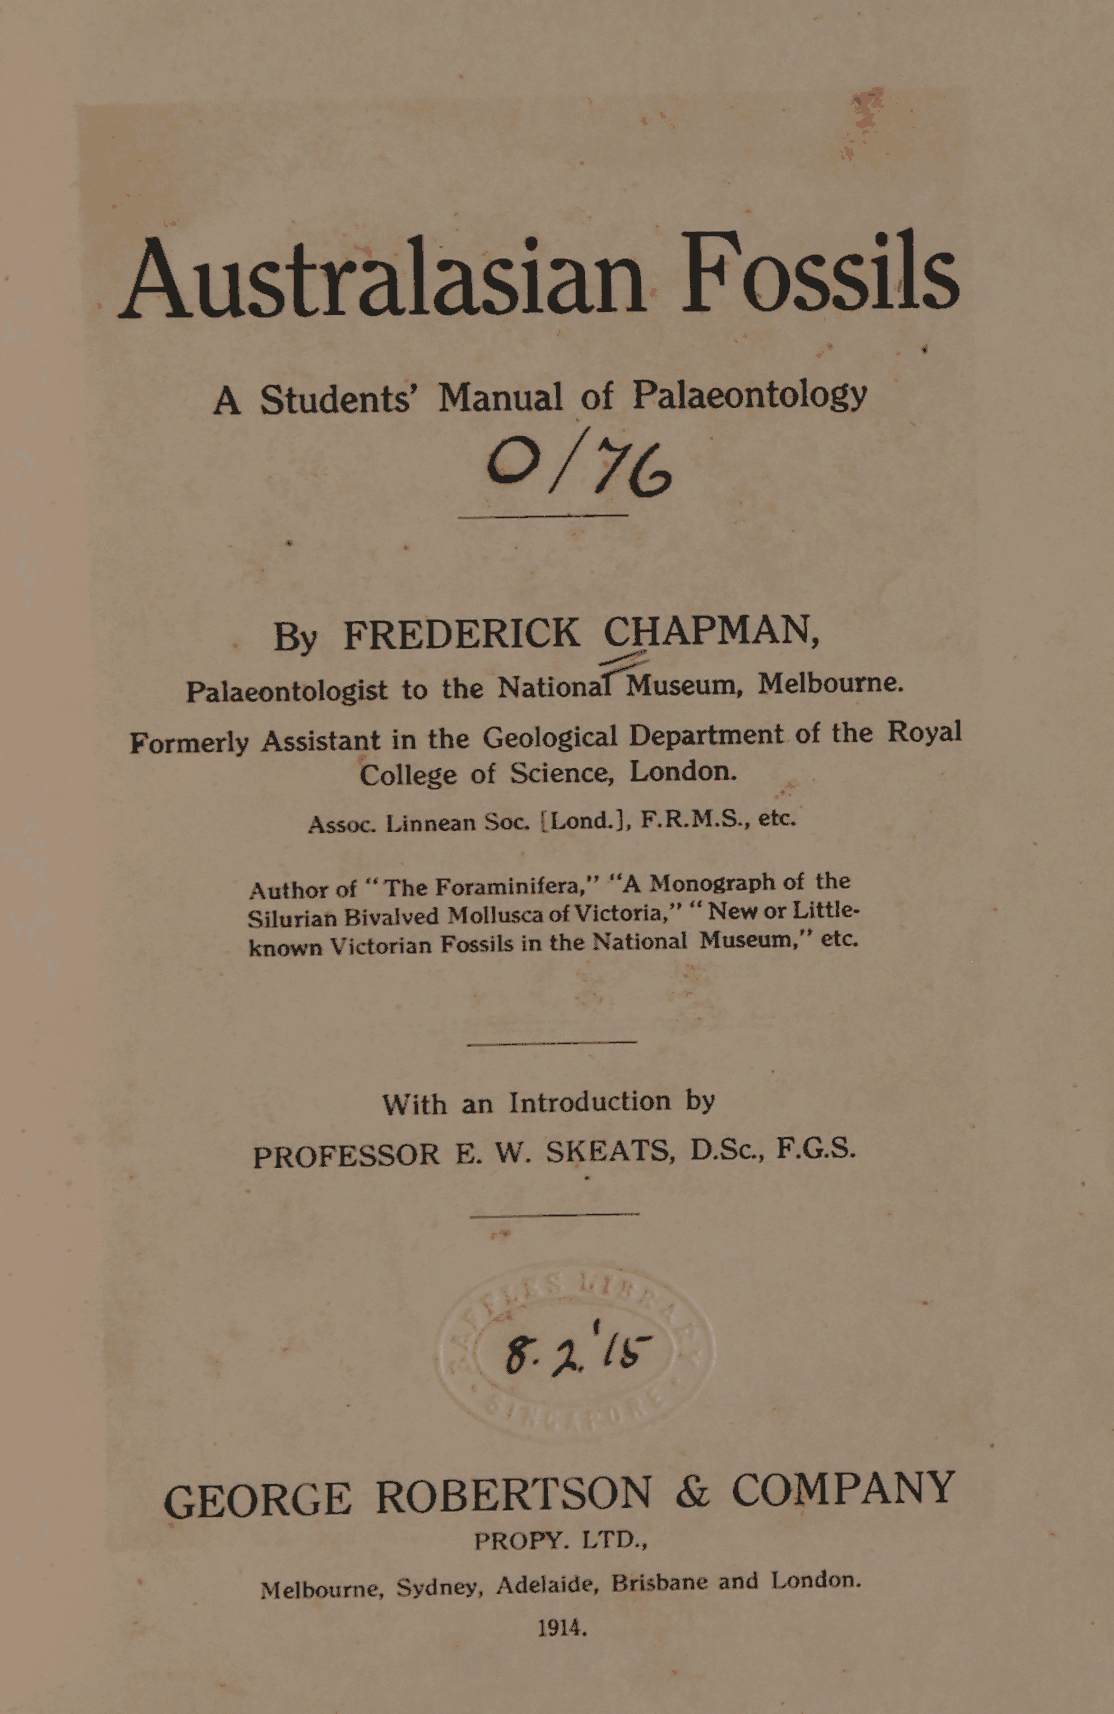 Australasian Fossils
A Students' Manual of Palaeontology
0/76
By FREDERICK CHAPMAN,
Palaeontologist to the National Museum, Melbourne.
Formerly Assistant in the Geological Department of the Royal
College of Science, London.
Assoc. Linnean Soc. [Lond.], F.R.M.S., etc.
Author of "The Foraminifera," "A Monograph of the
Silurian Bivalved Mollusca of Victoria," "New or Little-
known Victorian Fossils in the National Museum," etc.
With an Introduction by
PROFESSOR E. W. SKEATS, D.Sc., F.G.S.
RAFFLES LIBRARY
8.2.'15
SINGAPORE
GEORGE ROBERTSON & COMPANY
PROPY. LTD.,
Melbourne, Sydney, Adelaide, Brisbane and London.
1914.